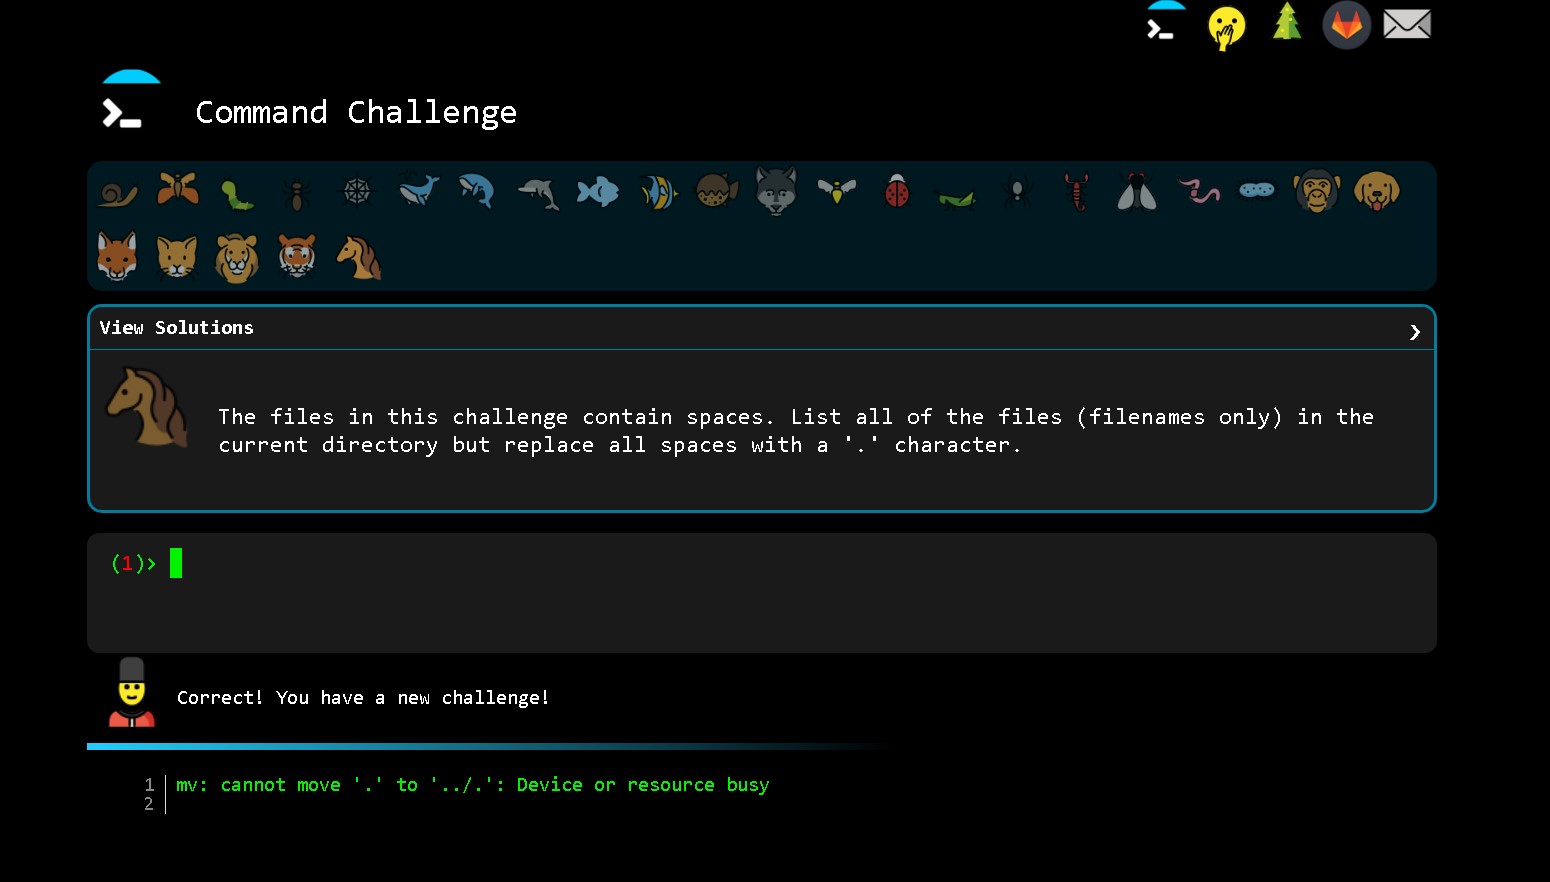 Command Challenge
View Solutions
The files in this challenge contain spaces. List all of the files (filenames only) in the
current directory but replace all spaces with a '.' character.
(1)>
Correct! You have a new challenge!
1 mv: cannot move '.' to '../.': Device or resource busy
2